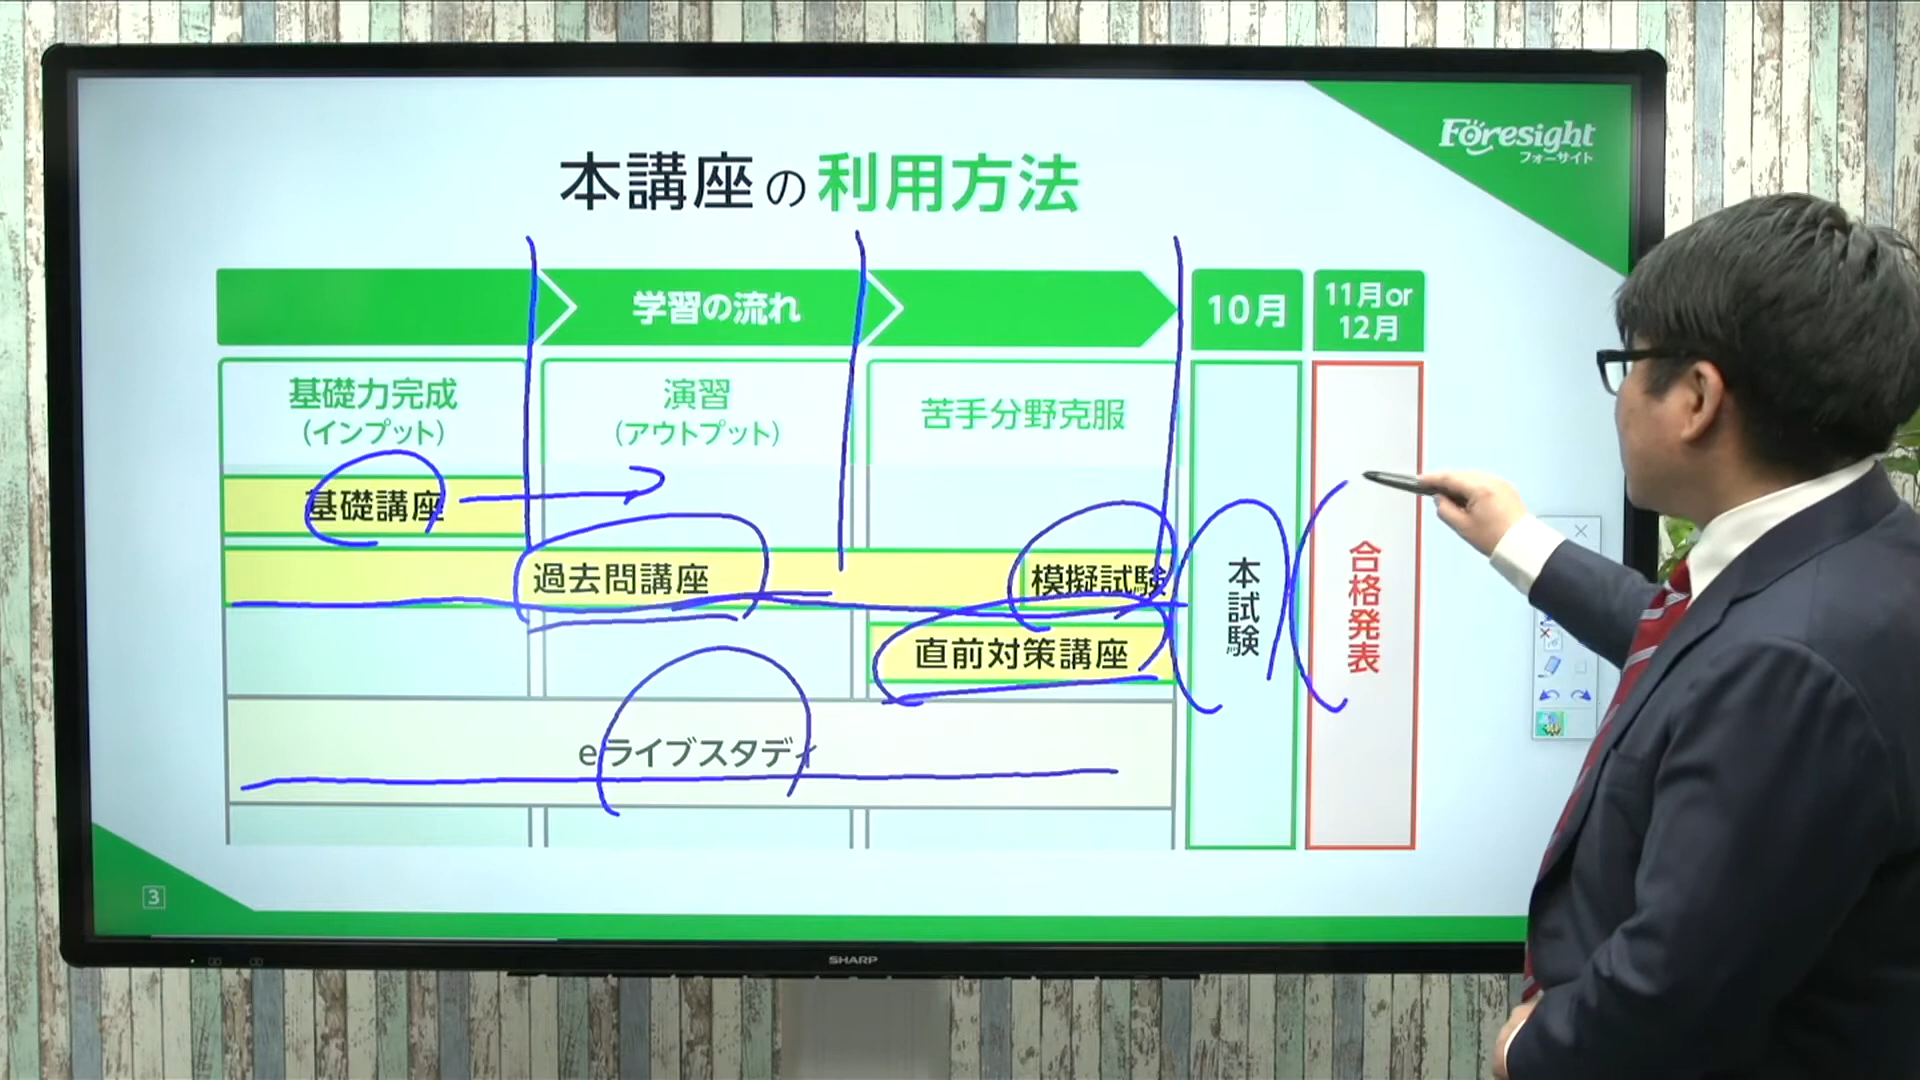 Foresight
フォーサイト
本講座の利用方法
学習の流れ
10月
11月or
12月
基礎力完成
(インプット)
演習
(アウトプット)
苦手分野克服
基礎講座
過去問講座
模擬試験
直前対策講座
eライブスタディ
本試験
合格発表
3
SHARP